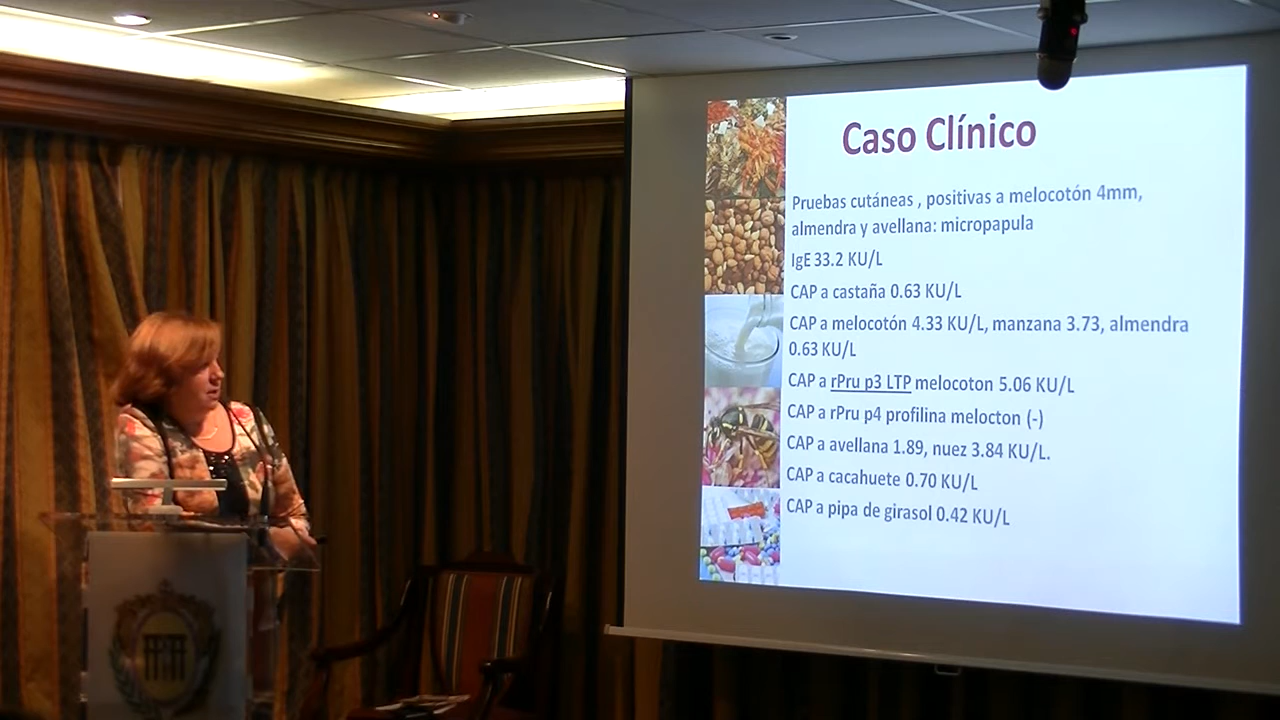 Caso Clínico
Pruebas cutáneas , positivas a melocotón 4mm,
almendra y avellana: micropapula
IgE 33.2 KU/L
CAP a castaña 0.63 KU/L
CAP a melocotón 4.33 KU/L, manzana 3.73, almendra
0.63 KU/L
CAP a rPru p3 LTP melocoton 5.06 KU/L
CAP a rPru p4 profilina melocton (-)
CAP a avellana 1.89, nuez 3.84 KU/L.
CAP a cacahuete 0.70 KU/L
CAP a pipa de girasol 0.42 KU/L